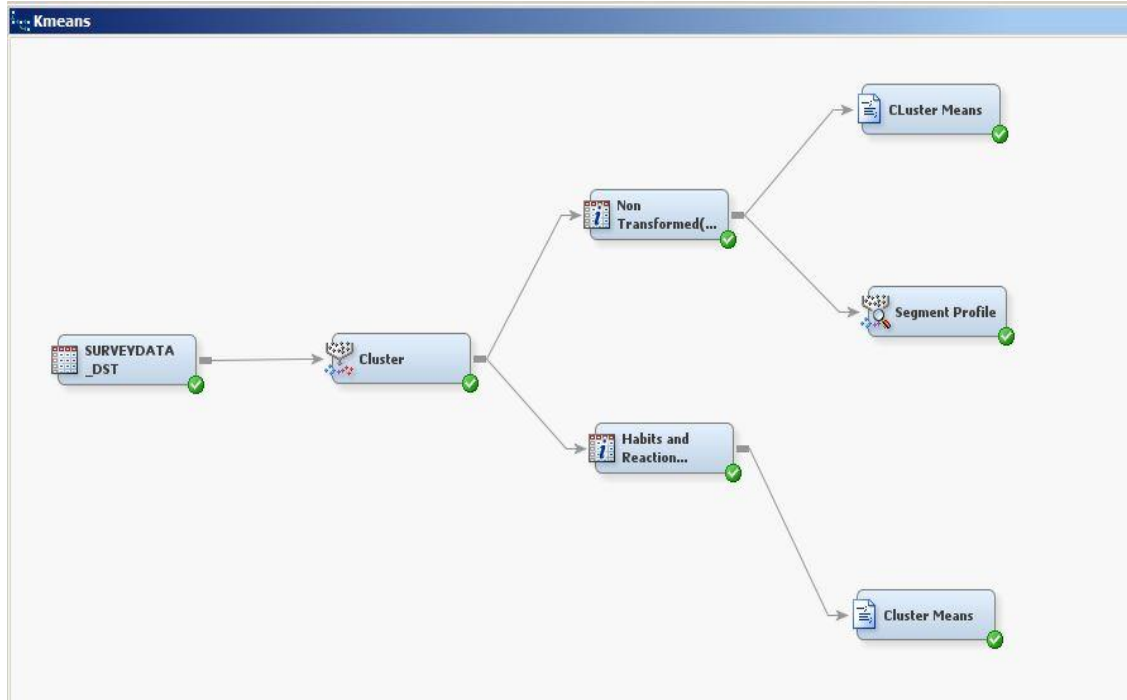 Kmeans
CLuster Means
Non
Transformed(...
Segment Profile
SURVEYDATA
_DST
Cluster
Habits and
Reaction...
Cluster Means